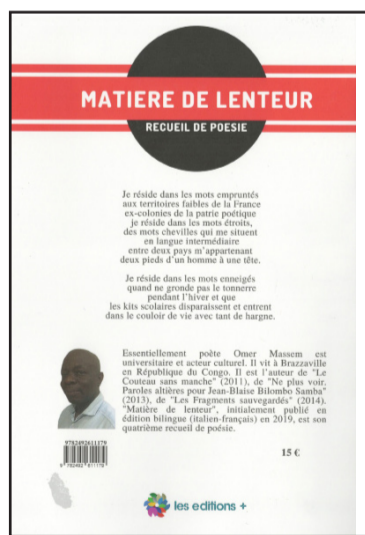 MATIERE DE LENTEUR
RECUEIL DE POESIE
Je réside dans les mots empruntés
aux territoires faibles de la France
ex-colonies de la patrie poétique
je réside dans les mots étroits,
des mots chevilles qui me situent
en langue intermédiaire
entre deux pays m'appartenant
deux pieds d'un homme à une tête.
Je réside dans les mots enneigés
quand ne gronde pas le tonnerre
pendant l'hiver et que
les kits scolaires disparaissent et entrent
dans le couloir de vie avec tant de hargne.
Essentiellement poète Omer Massem est
universitaire et acteur culturel. Il vit à Brazzaville
en République du Congo. Il est l'auteur de "Le
Couteau sans manche" (2011), de "Ne plus voir.
Paroles altières pour Jean-Blaise Bilombo Samba"
(2013), de "Les Fragments sauvegardés" (2014).
"Matière de lenteur", initialement publié en
édition bilingue (italien-français) en 2019, est son
quatrième recueil de poésie.
9782492611179
9 782492 611179
15 €
les editions +